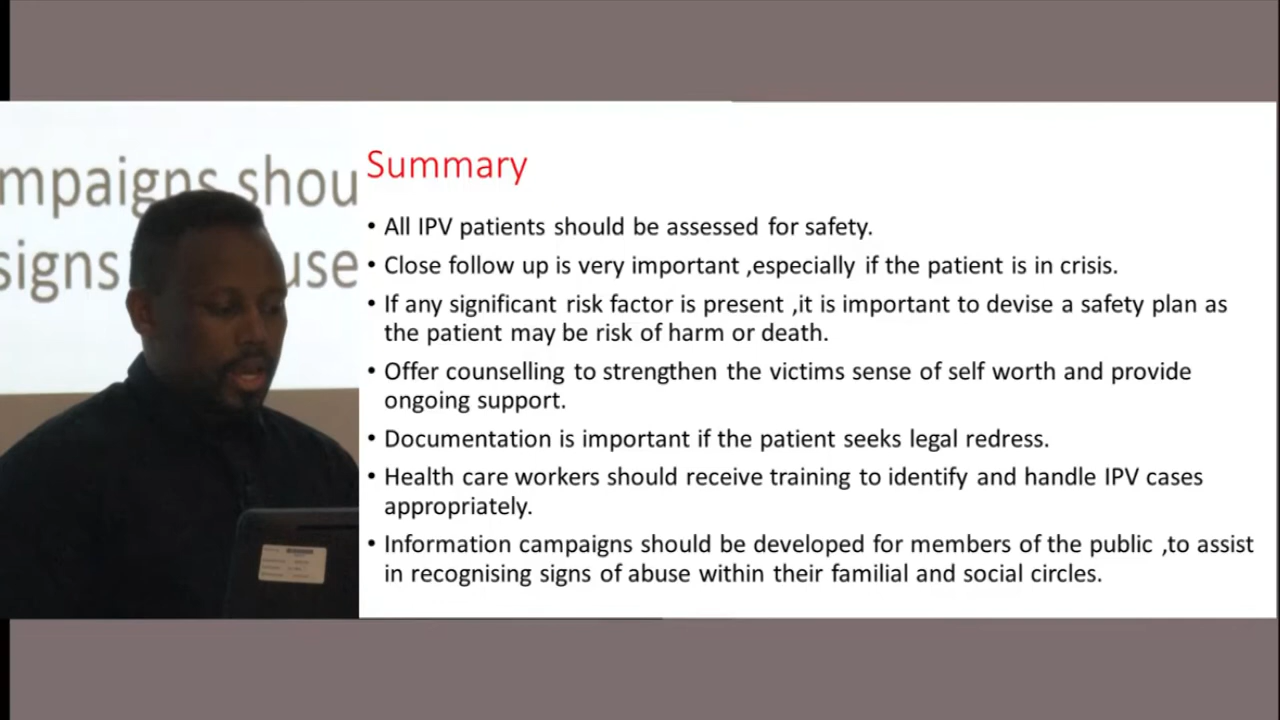 mpaigns shou
signs
use
Summary
• All IPV patients should be assessed for safety.
• Close follow up is very important ,especially if the patient is in crisis.
• If any significant risk factor is present ,it is important to devise a safety plan as
the patient may be risk of harm or death.
• Offer counselling to strengthen the victims sense of self worth and provide
ongoing support.
• Documentation is important if the patient seeks legal redress.
• Health care workers should receive training to identify and handle IPV cases
appropriately.
• Information campaigns should be developed for members of the public ,to assist
in recognising signs of abuse within their familial and social circles.